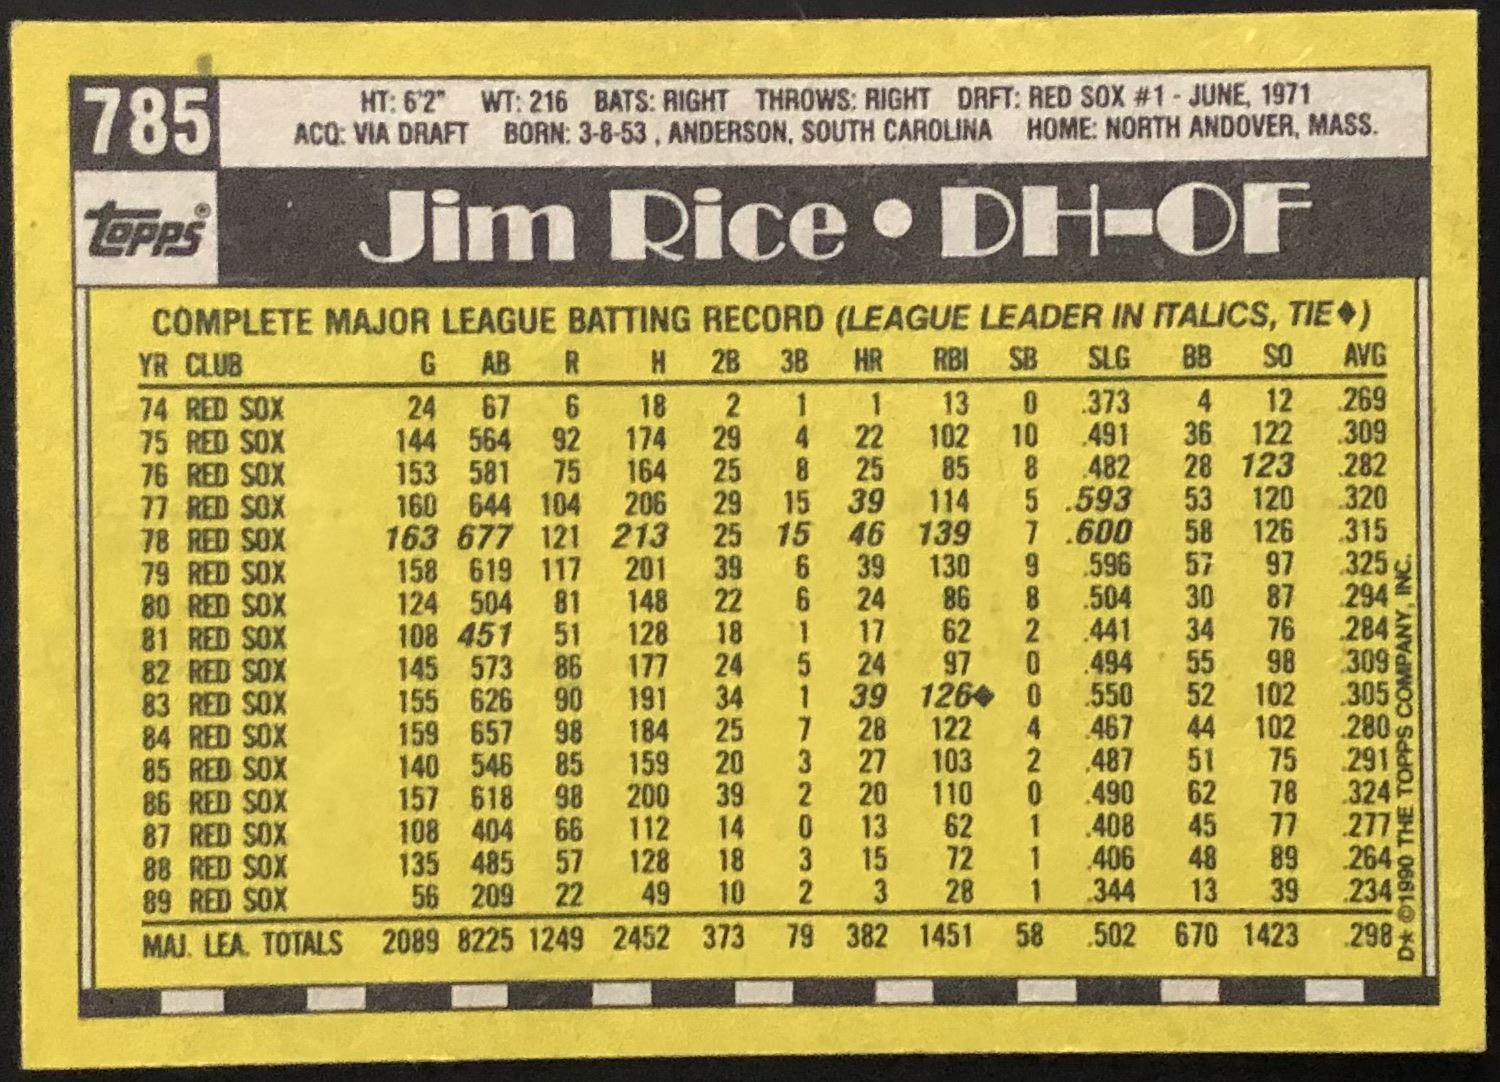 785
HT: 6'2" WT: 216 BATS: RIGHT THROWS: RIGHT DRFT: RED SOX #1 - JUNE, 1971
ACQ: VIA DRAFT BORN: 3-8-53 , ANDERSON, SOUTH CAROLINA HOME: NORTH ANDOVER, MASS.
TOPPS®
Jim Rice • DH-OF
COMPLETE MAJOR LEAGUE BATTING RECORD (LEAGUE LEADER IN ITALICS, TIE♦)
YR CLUB G AB R H 2B 3B HR RBI SB SLG BB SO AVG
74 RED SOX 24 67 6 18 2 1 1 13 0 .373 4 12 .269
75 RED SOX 144 564 92 174 29 4 22 102 10 .491 36 122 .309
76 RED SOX 153 581 75 164 25 8 25 85 8 .482 28 123 .282
77 RED SOX 160 644 104 206 29 15 39 114 5 .593 53 120 .320
78 RED SOX 163 677 121 213 25 15 46 139 7 .600 58 126 .315
79 RED SOX 158 619 117 201 39 6 39 130 9 .596 57 97 .325
80 RED SOX 124 504 81 148 22 6 24 86 8 .504 30 87 .294
81 RED SOX 108 451 51 128 18 1 17 62 2 .441 34 76 .284
82 RED SOX 145 573 86 177 24 5 24 97 0 .494 55 98 .309
83 RED SOX 155 626 90 191 34 1 39 126♦ 0 .550 52 102 .305
84 RED SOX 159 657 98 184 25 7 28 122 4 .467 44 102 .280
85 RED SOX 140 546 85 159 20 3 27 103 2 .487 51 75 .291
86 RED SOX 157 618 98 200 39 2 20 110 0 .490 62 78 .324
87 RED SOX 108 404 66 112 14 0 13 62 1 .408 45 77 .277
88 RED SOX 135 485 57 128 18 3 15 72 1 .406 48 89 .264
89 RED SOX 56 209 22 49 10 2 3 28 1 .344 13 39 .234
MAJ. LEA. TOTALS 2089 8225 1249 2452 373 79 382 1451 58 .502 670 1423 .298
D* ©1990 THE TOPPS COMPANY, INC.